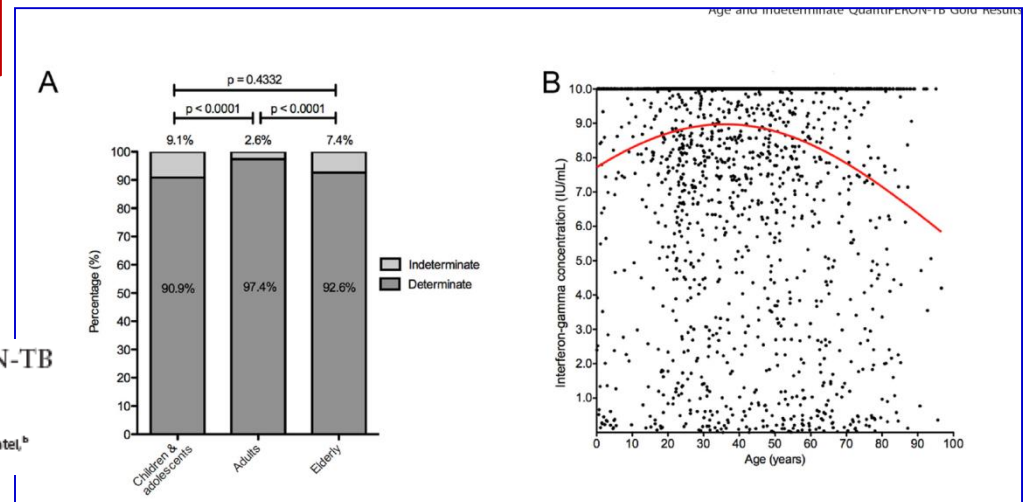 Age and Indeterminate QuantiFERON-TB Gold Results
A
p = 0.4332
p < 0.0001
p < 0.0001
9.1%
2.6%
7.4%
100
90
80
70
60
50
40
30
20
10
0
Percentage (%)
90.9%
97.4%
92.6%
Children &
adolescents
Adults
Elderly
Indeterminate
Determinate
N-TB
ntel,b
B
10.0
9.0
8.0
7.0
6.0
5.0
4.0
3.0
2.0
1.0
Interferon-gamma concentration (IU/mL)
0 10 20 30 40 50 60 70 80 90 100
Age (years)